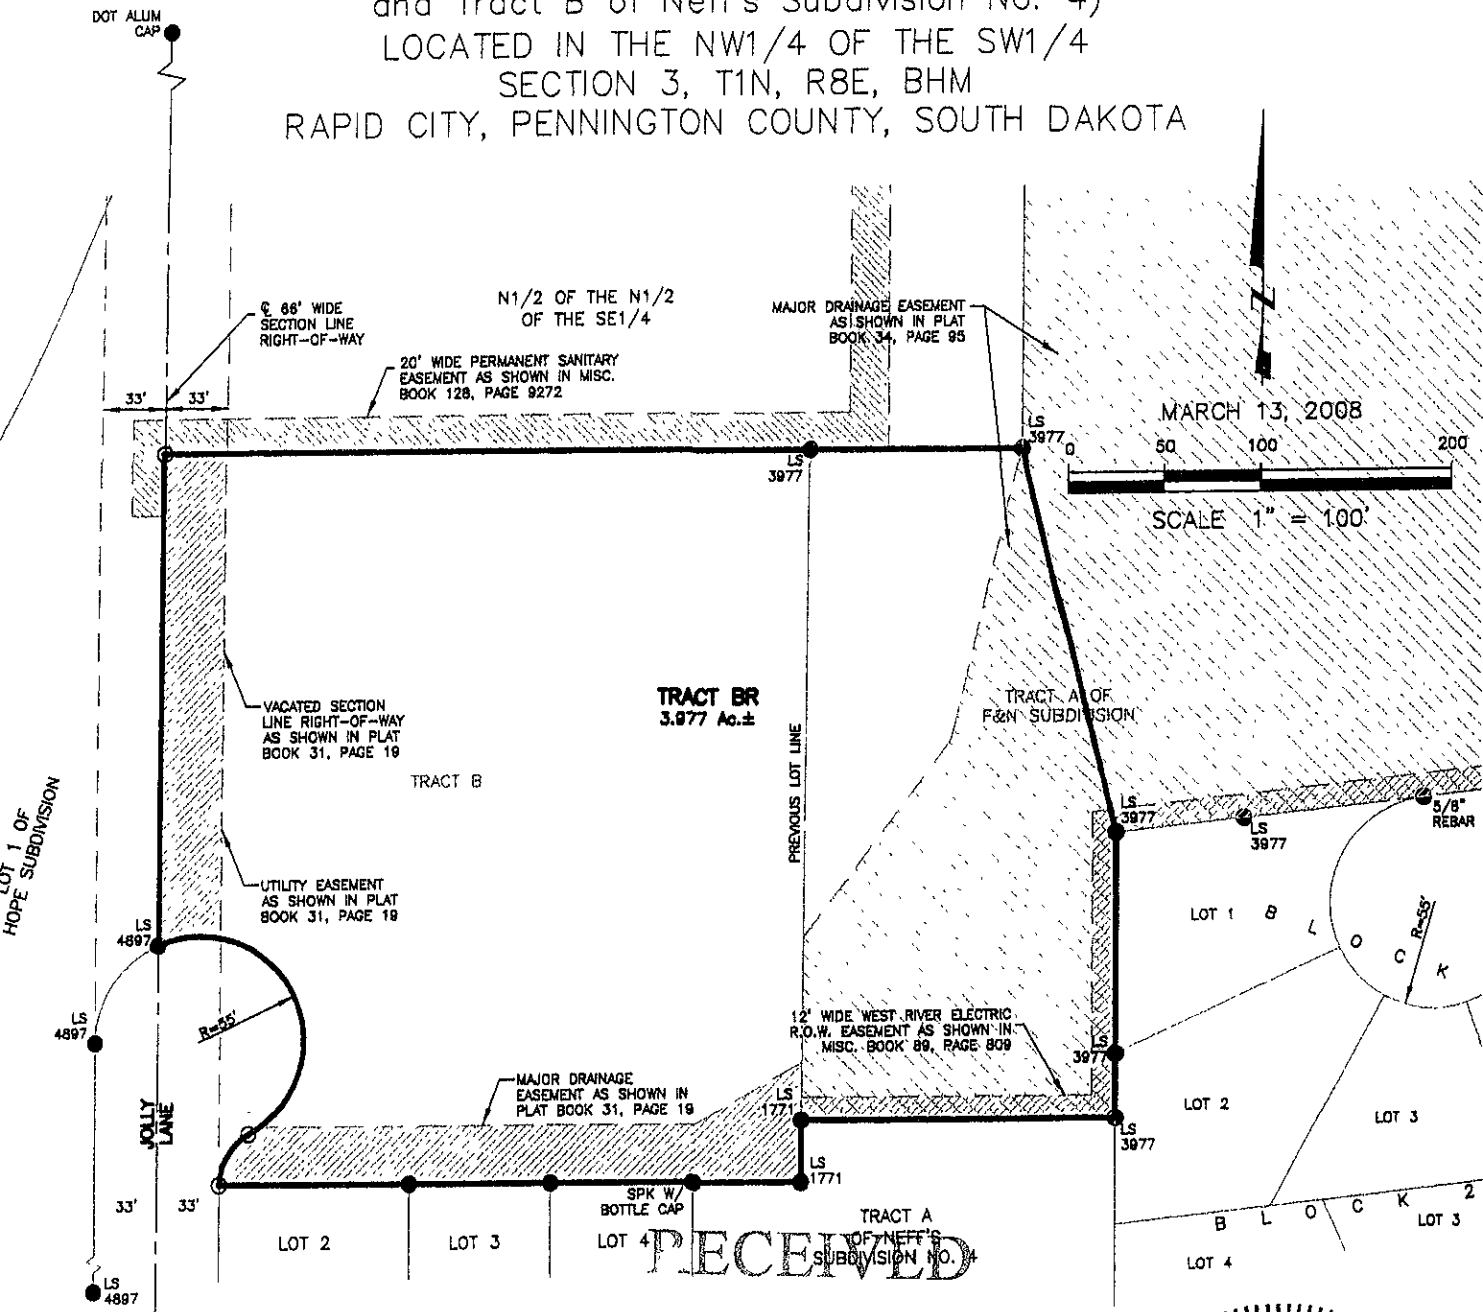 and Tract B of Neff's Subdivision No. 4)
LOCATED IN THE NW1/4 OF THE SW1/4
SECTION 3, T1N, R8E, BHM
RAPID CITY, PENNINGTON COUNTY, SOUTH DAKOTA
DOT ALUM
CAP
℄ 66' WIDE
SECTION LINE
RIGHT-OF-WAY
N1/2 OF THE N1/2
OF THE SE1/4
MAJOR DRAINAGE EASEMENT
AS SHOWN IN PLAT
BOOK 34, PAGE 95
20' WIDE PERMANENT SANITARY
EASEMENT AS SHOWN IN MISC.
BOOK 128, PAGE 9272
33'
33'
N
MARCH 13, 2008
0 50 100 200
SCALE 1" = 100'
LS
3977
LS
3977
TRACT BR
3.977 Ac.±
TRACT A OF
F&N SUBDIVISION
VACATED SECTION
LINE RIGHT-OF-WAY
AS SHOWN IN PLAT
BOOK 31, PAGE 19
TRACT B
PREVIOUS LOT LINE
LOT 1 OF
HOPE SUBDIVISION
UTILITY EASEMENT
AS SHOWN IN PLAT
BOOK 31, PAGE 19
LS
3977
LS
3977
5/8"
REBAR
LOT 1
BLOCK
R=55'
LS
4897
LS
4897
R=55'
12' WIDE WEST RIVER ELECTRIC
R.O.W. EASEMENT AS SHOWN IN
MISC. BOOK 89, PAGE 809
LS
3977
MAJOR DRAINAGE
EASEMENT AS SHOWN IN
PLAT BOOK 31, PAGE 19
LS
1771
LOT 2
LOT 3
JOLLY
LANE
LS
3977
LS
1771
33'
33'
SPK W/
BOTTLE CAP
LOT 2
LOT 3
LOT 4
TRACT A
OF NEFF'S
SUBDIVISION NO. 4
RECEIVED
BLOCK 2
LOT 3
LOT 4
LS
4897